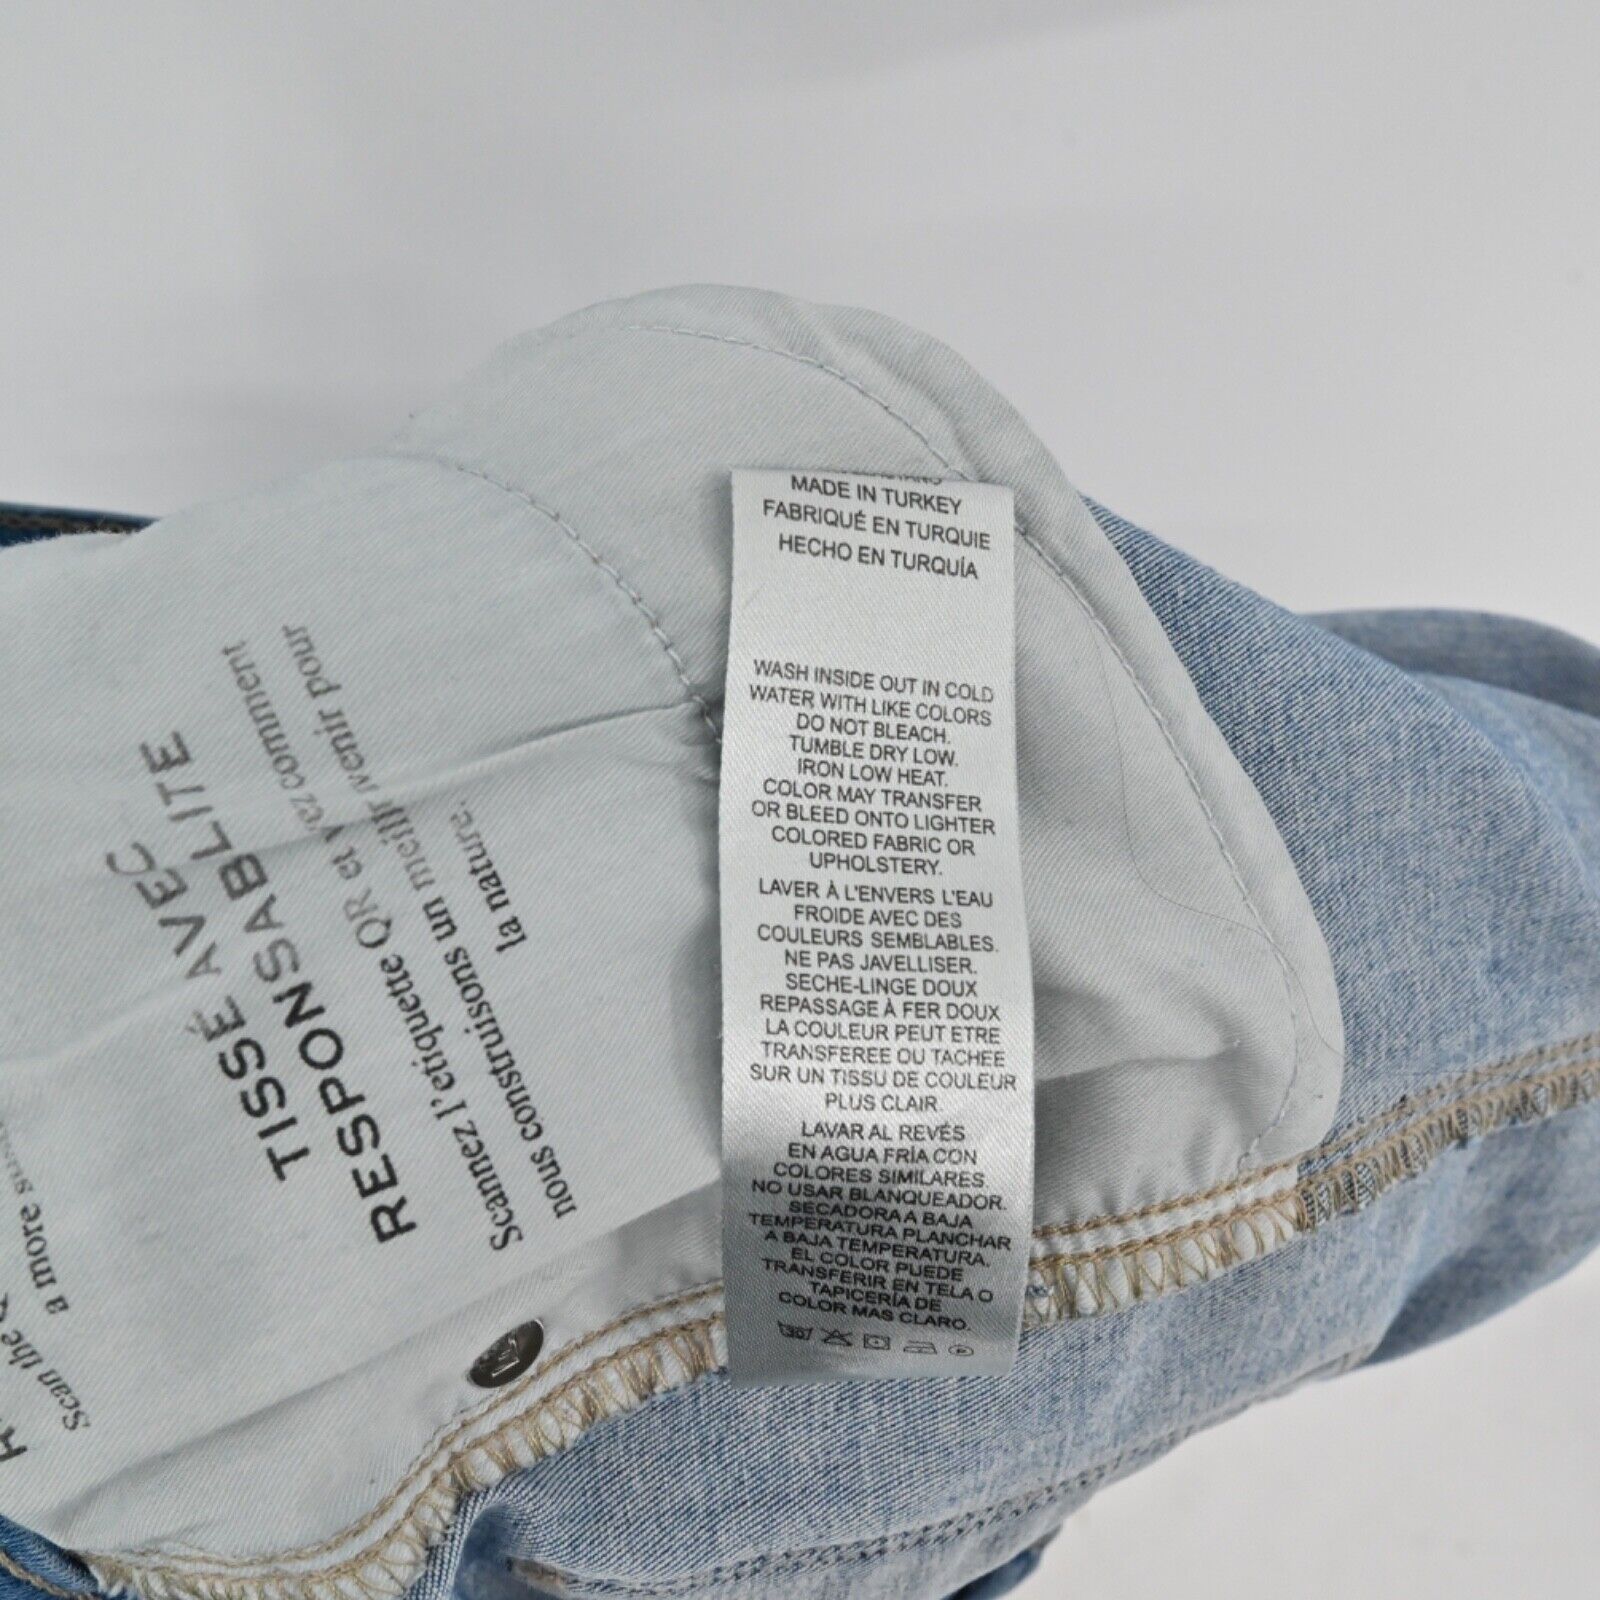 MADE IN TURKEY
FABRIQUÉ EN TURQUIE
HECHO EN TURQUÍA
WASH INSIDE OUT IN COLD
WATER WITH LIKE COLORS
DO NOT BLEACH.
TUMBLE DRY LOW.
IRON LOW HEAT.
COLOR MAY TRANSFER
OR BLEED ONTO LIGHTER
COLORED FABRIC OR
UPHOLSTERY.
LAVER À L'ENVERS L'EAU
FROIDE AVEC DES
COULEURS SEMBLABLES.
NE PAS JAVELLISER.
SECHE-LINGE DOUX
REPASSAGE À FER DOUX
LA COULEUR PEUT ETRE
TRANSFEREE OU TACHEE
SUR UN TISSU DE COULEUR
PLUS CLAIR.
LAVAR AL REVÉS
EN AGUA FRÍA CON
COLORES SIMILARES.
NO USAR BLANQUEADOR.
SECADORA A BAJA
TEMPERATURA PLANCHAR
A BAJA TEMPERATURA.
EL COLOR PUEDE
TRANSFERIR EN TELA O
TAPICERÍA DE
COLOR MAS CLARO.
30
P
TISSÉ AVEC
RESPONSABLITE
Scannez l'etiquette QR et comment
nous construisons un venir pour
la nature.
Scan the
a more